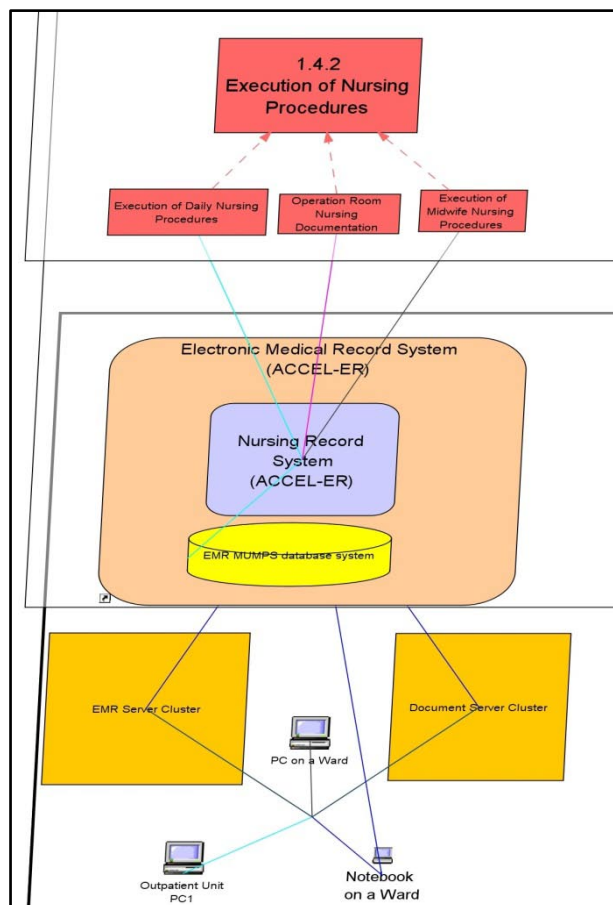 1.4.2
Execution of Nursing
Procedures
Execution of Daily Nursing
Procedures
Operation Room
Nursing
Documentation
Execution of
Midwife Nursing
Procedures
Electronic Medical Record System
(ACCEL-ER)
Nursing Record
System
(ACCEL-ER)
EMR MUMPS database system
EMR Server Cluster
Document Server Cluster
PC on a Ward
Outpatient Unit
PC1
Notebook
on a Ward